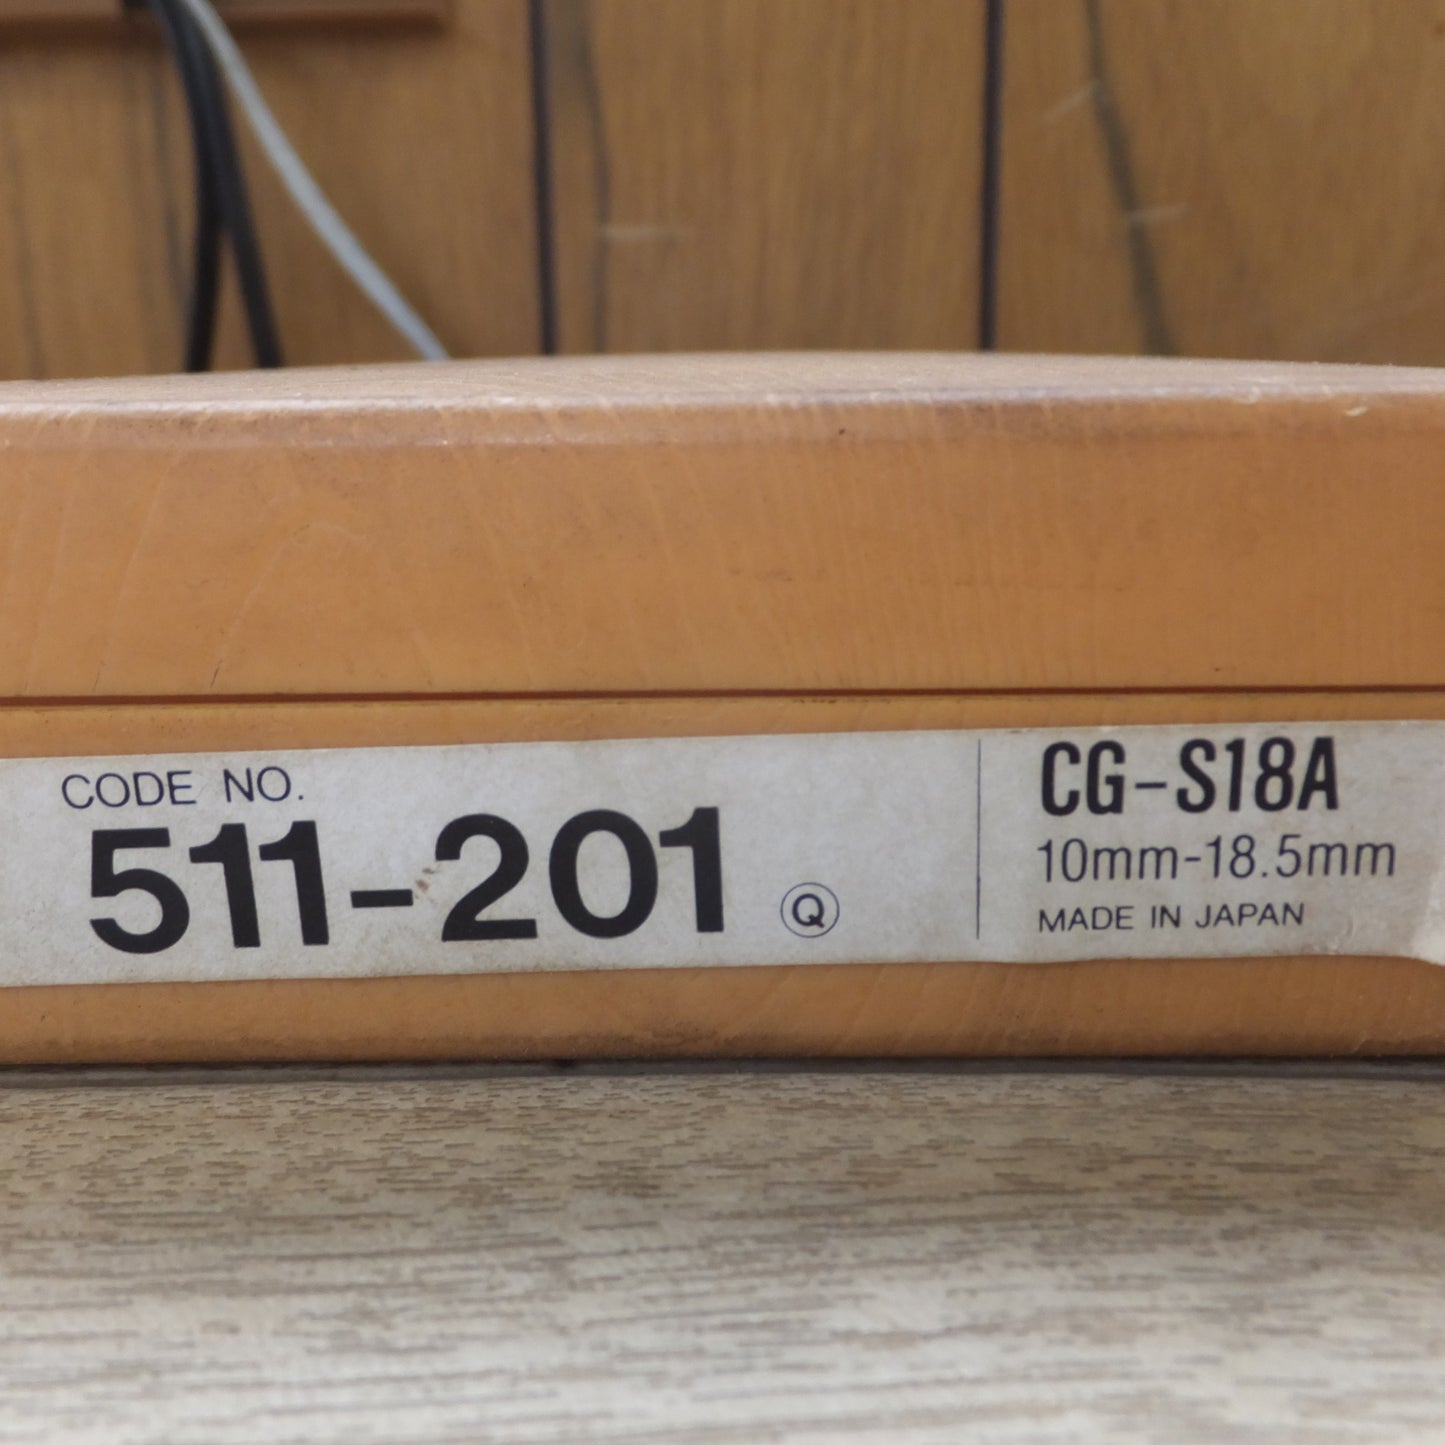 CODE NO.
511-201 Ⓠ
CG-S18A
10mm-18.5mm
MADE IN JAPAN